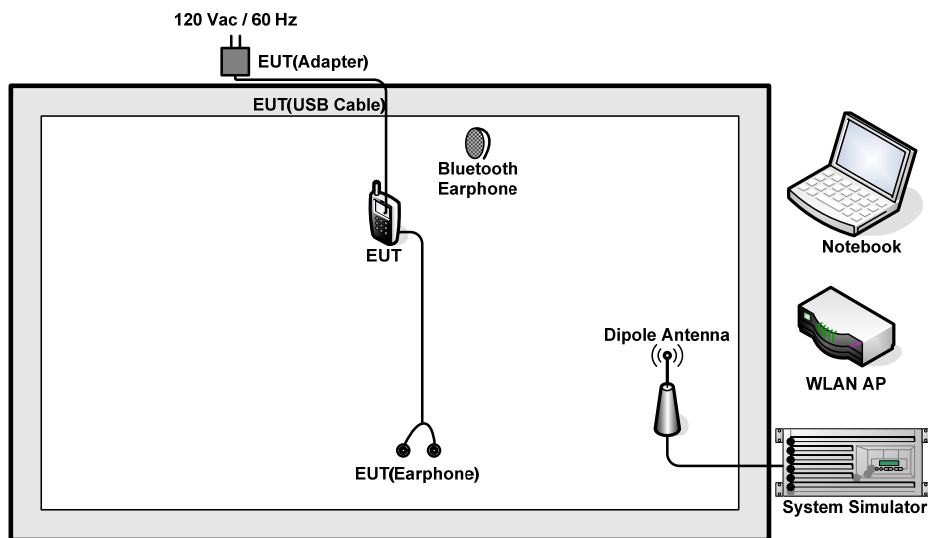 120 Vac / 60 Hz
EUT(Adapter)
EUT(USB Cable)
Bluetooth
Earphone
EUT
Notebook
Dipole Antenna
WLAN AP
EUT(Earphone)
System Simulator